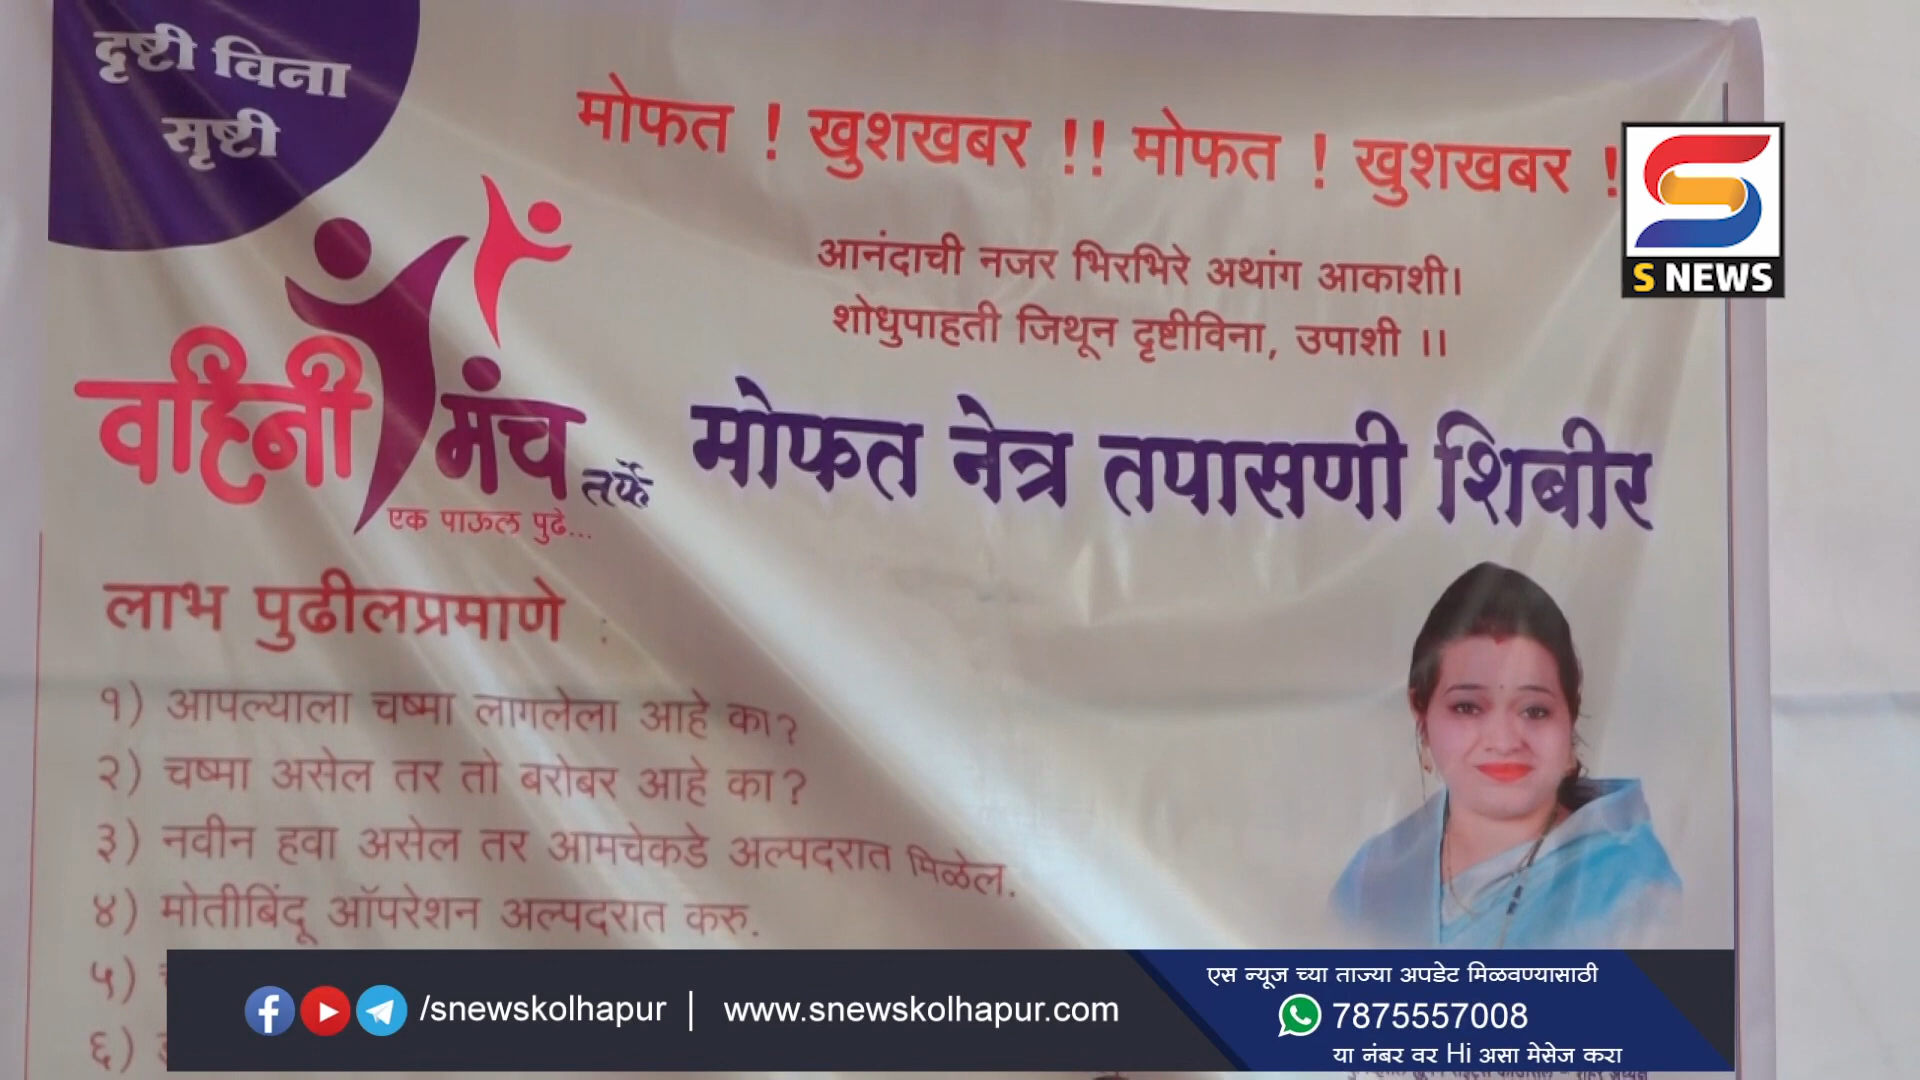 दृष्टी विना
सृष्टी
मोफत ! खुशखबर !! मोफत ! खुशखबर !
S NEWS
आनंदाची नजर भिरभिरे अथांग आकाशी।
शोधुपाहती जिथून दृष्टीविना, उपाशी ।।
वहिनी मंच तर्फे मोफत नेत्र तपासणी शिबीर
एक पाऊल पुढे...
लाभ पुढीलप्रमाणे :
१) आपल्याला चष्मा लागलेला आहे का?
२) चष्मा असेल तर तो बरोबर आहे का?
३) नवीन हवा असेल तर आमचेकडे अल्पदरात मिळेल.
४) मोतीबिंदू ऑपरेशन अल्पदरात करु.
५)
६)
/snewskolhapur | www.snewskolhapur.com
एस न्यूज च्या ताज्या अपडेट मिळवण्यासाठी
7875557008
या नंबर वर Hi असा मेसेज करा